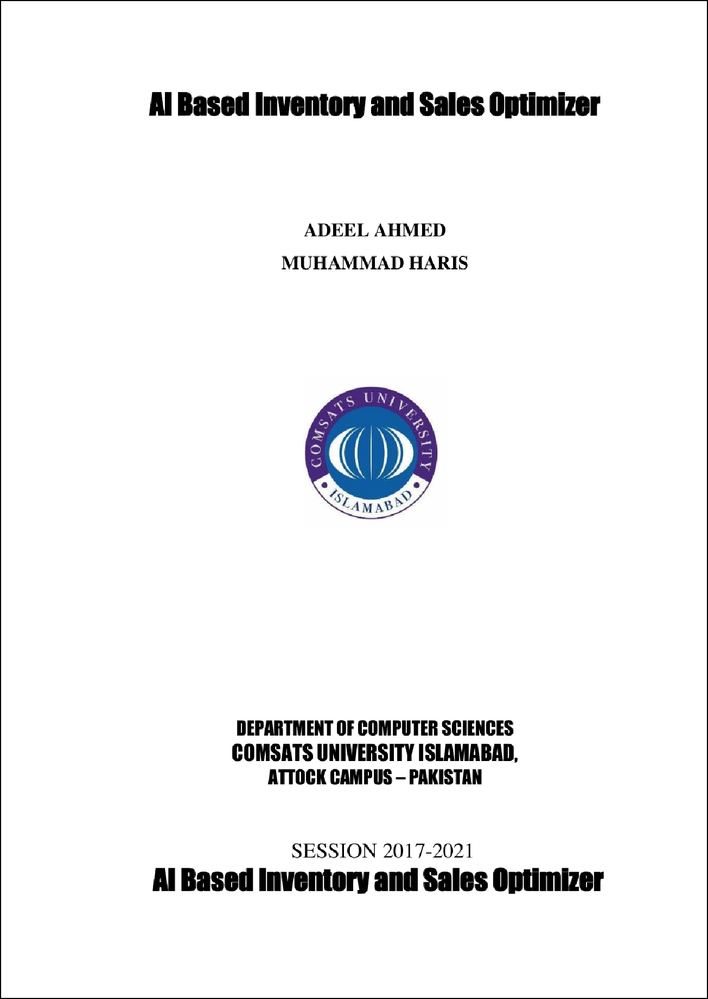 AI Based Inventory and Sales Optimizer
ADEEL AHMED
MUHAMMAD HARIS
COMSATS UNIVERSITY
ISLAMABAD
DEPARTMENT OF COMPUTER SCIENCES
COMSATS UNIVERSITY ISLAMABAD,
ATTOCK CAMPUS – PAKISTAN
SESSION 2017-2021
AI Based Inventory and Sales Optimizer